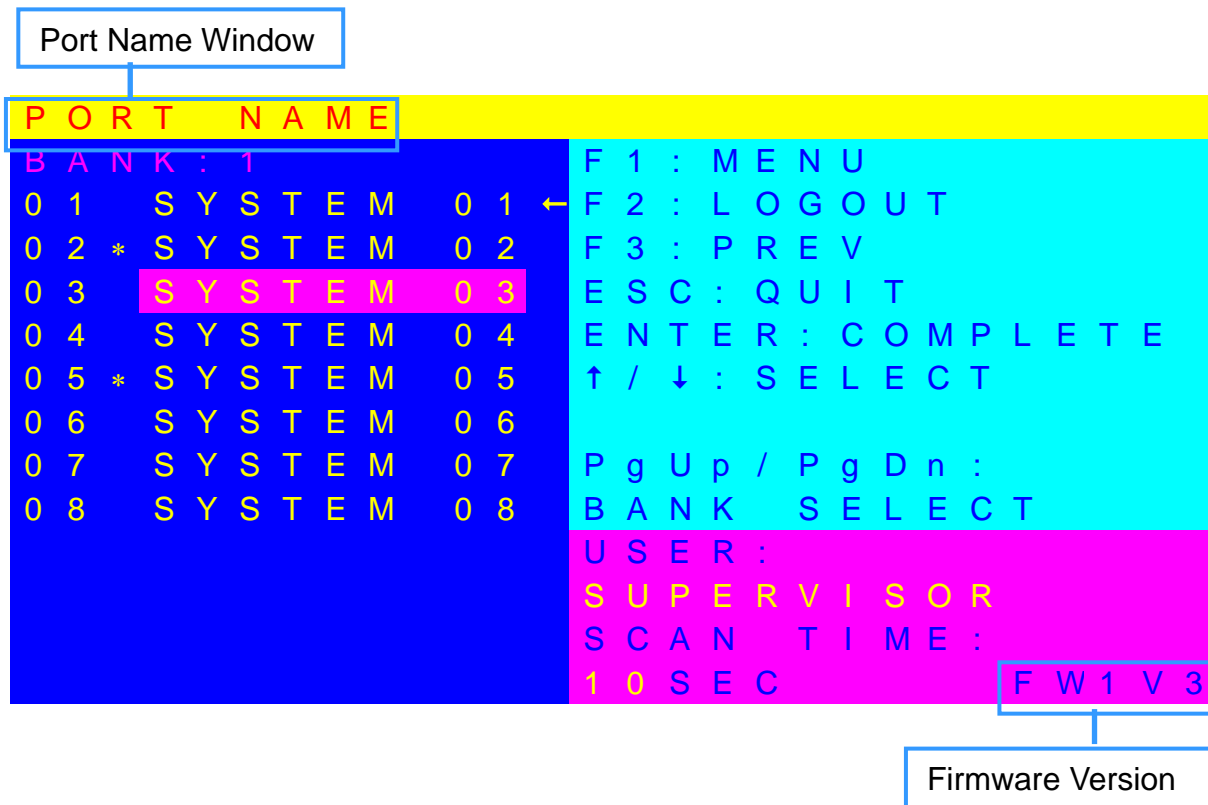 Port Name Window
PORT NAME
BANK:1
01 SYSTEM 01 ←
02 * SYSTEM 02
03 SYSTEM 03
04 SYSTEM 04
05 * SYSTEM 05
06 SYSTEM 06
07 SYSTEM 07
08 SYSTEM 08
F1:MENU
F2:LOGOUT
F3:PREV
ESC:QUIT
ENTER:COMPLETE
↑/↓:SELECT
PgUp/PgDn:
BANK SELECT
USER:
SUPERVISOR
SCAN TIME:
10SEC FW1V3
Firmware Version